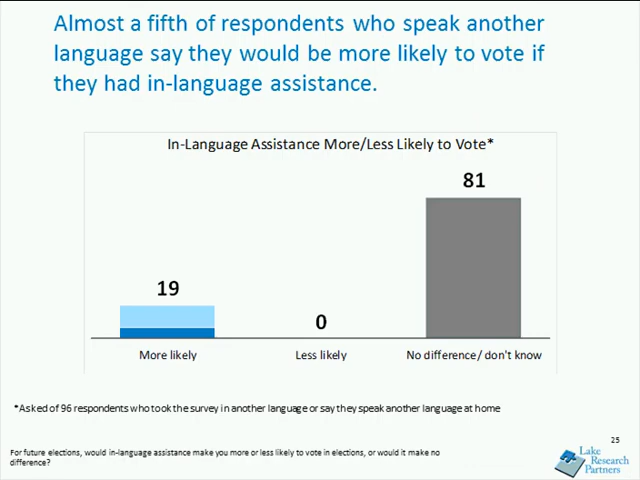 Almost a fifth of respondents who speak another
language say they would be more likely to vote if
they had in-language assistance.
In-Language Assistance More/Less Likely to Vote*
81
19
0
More likely
Less likely
No difference/ don't know
*Asked of 96 respondents who took the survey in another language or say they speak another language at home
25
For future elections, would in-language assistance make you more or less likely to vote in elections, or would it make no
difference?
Lake
Research
Partners